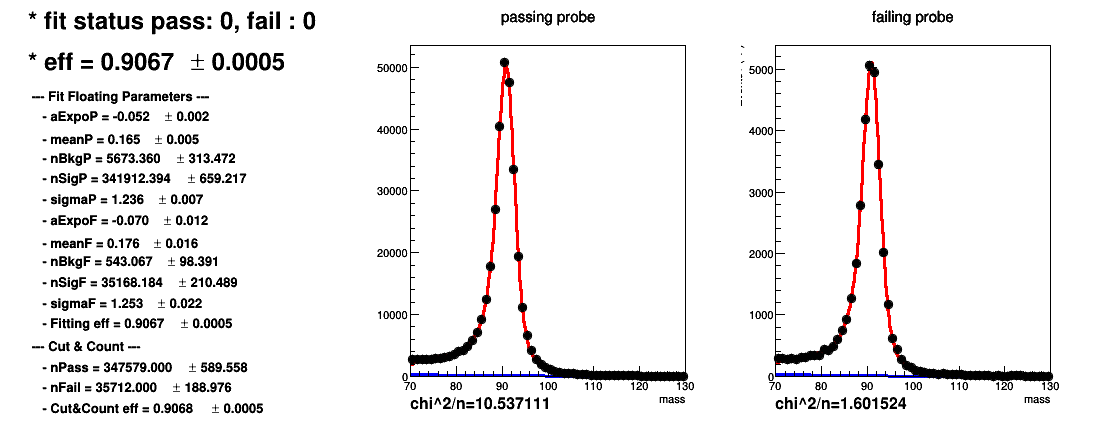 * fit status pass: 0, fail : 0
* eff = 0.9067 ± 0.0005
--- Fit Floating Parameters ---
- aExpoP = -0.052 ± 0.002
- meanP = 0.165 ± 0.005
- nBkgP = 5673.360 ± 313.472
- nSigP = 341912.394 ± 659.217
- sigmaP = 1.236 ± 0.007
- aExpoF = -0.070 ± 0.012
- meanF = 0.176 ± 0.016
- nBkgF = 543.067 ± 98.391
- nSigF = 35168.184 ± 210.489
- sigmaF = 1.253 ± 0.022
- Fitting eff = 0.9067 ± 0.0005
--- Cut & Count ---
- nPass = 347579.000 ± 589.558
- nFail = 35712.000 ± 188.976
- Cut&Count eff = 0.9068 ± 0.0005
passing probe
50000
40000
30000
20000
10000
0
70 80 90 100 110 120 130
mass
chi^2/n=10.537111
failing probe
5000
4000
3000
2000
1000
0
70 80 90 100 110 120 130
mass
chi^2/n=1.601524